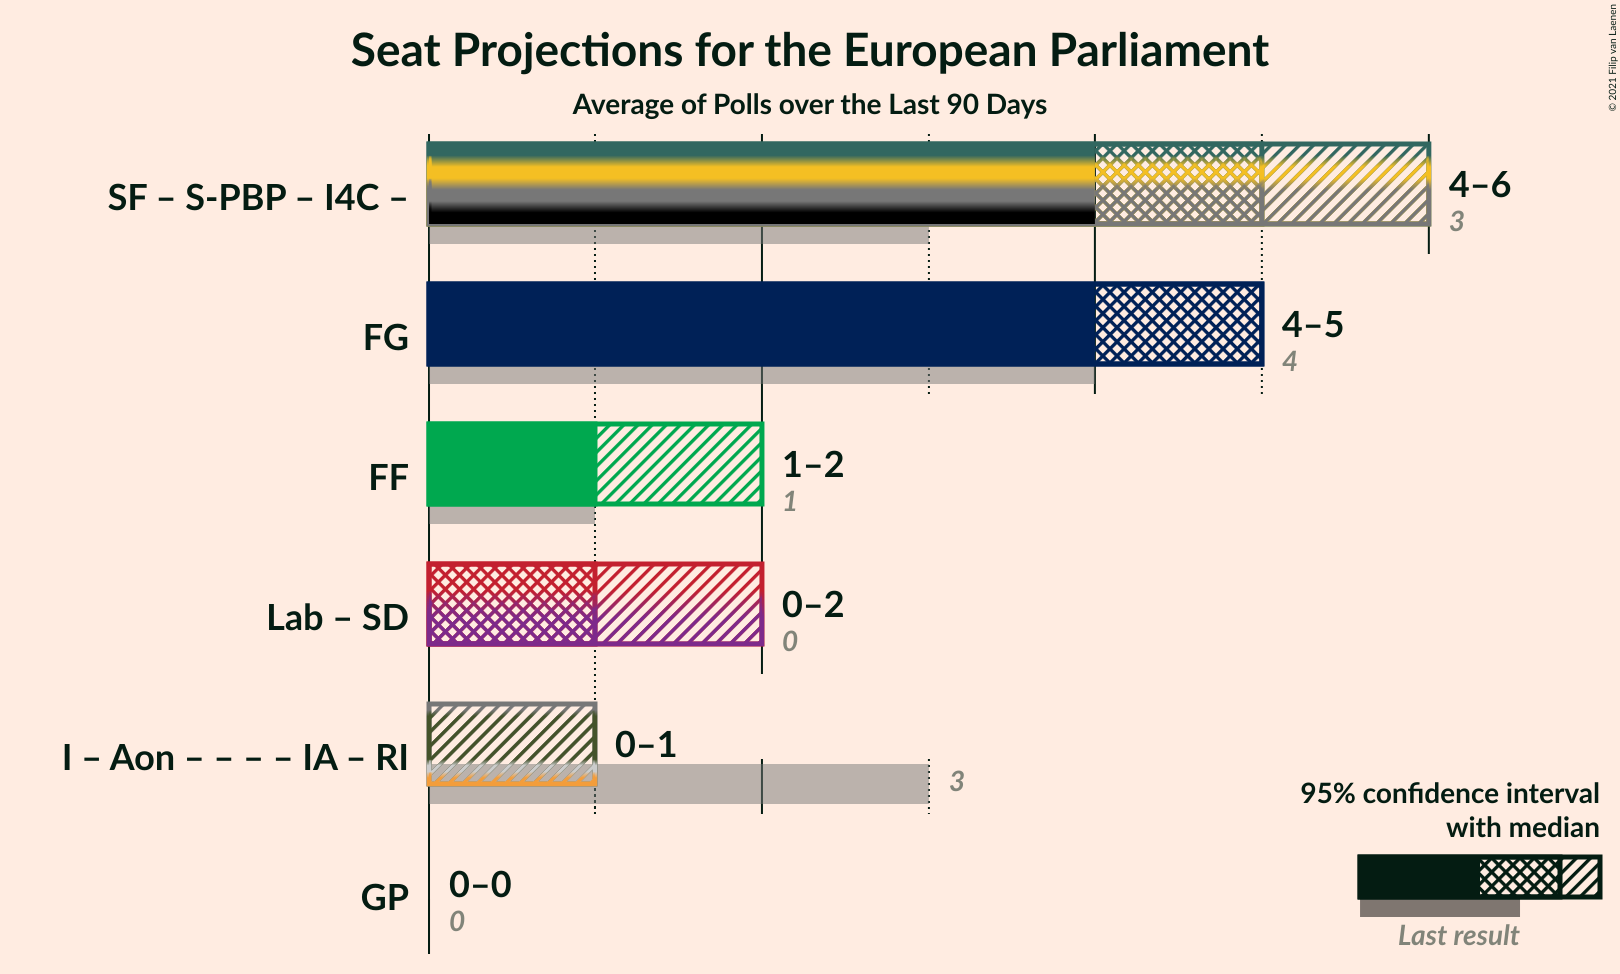 Seat Projections for the European Parliament
Average of Polls over the Last 90 Days
© 2021 Filip van Laenen
SF – S-PBP – I4C –
4–6
3
FG
4–5
4
FF
1–2
1
Lab – SD
0–2
0
I – Aon – – – – IA – RI
0–1
3
GP
0–0
0
95% confidence interval
with median
Last result